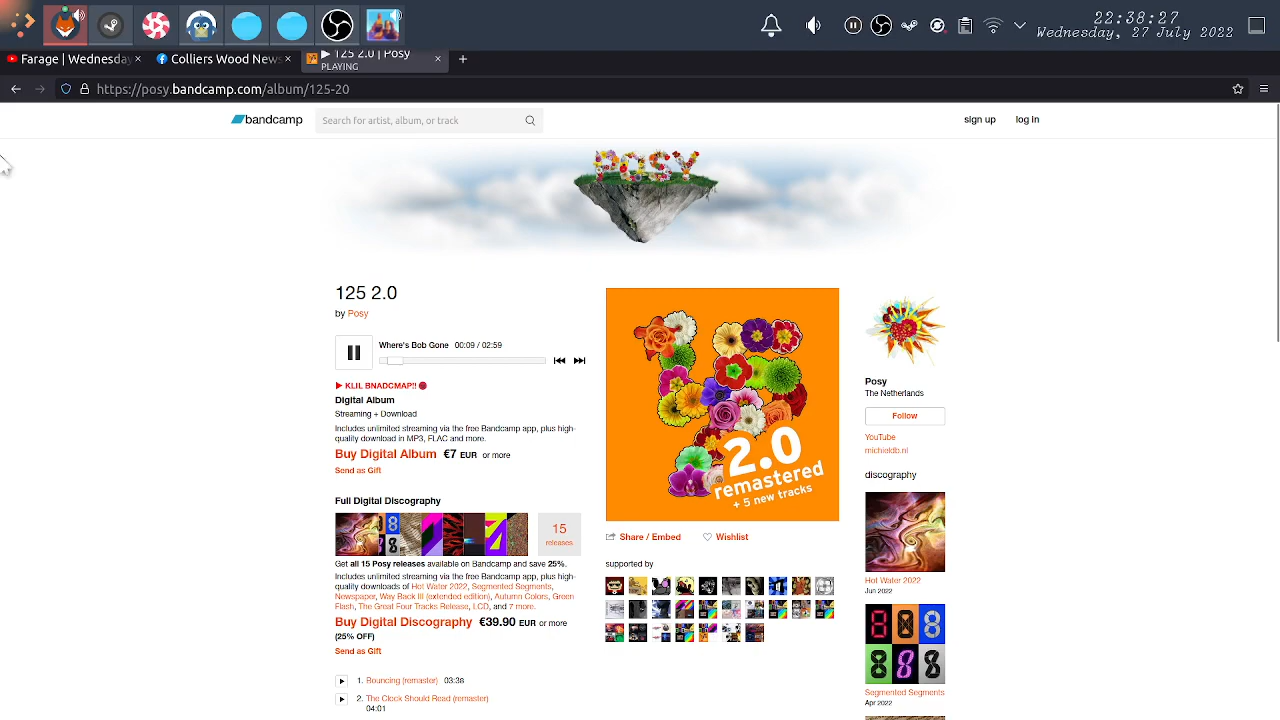 22:38:27
Wednesday, 27 July 2022
Farage | Wednesday
Colliers Wood News
▶ 125 2.0 | Posy
PLAYING
https://posy.bandcamp.com/album/125-20
bandcamp
Search for artist, album, or track
sign up
log in
POSY
125 2.0
by Posy
Where's Bob Gone 00:09 / 02:59
▶ KLIL BNADCMAP!!
Digital Album
Streaming + Download
Includes unlimited streaming via the free Bandcamp app, plus high-
quality download in MP3, FLAC and more.
Buy Digital Album €7 EUR or more
Send as Gift
Full Digital Discography
15
releases
Get all 15 Posy releases available on Bandcamp and save 25%.
Includes unlimited streaming via the free Bandcamp app, plus high-
quality downloads of Hot Water 2022, Segmented Segments,
Newspaper, Way Back III (extended edition), Autumn Colors, Green
Flash, The Great Four Tracks Release, LCD, and 7 more.
Buy Digital Discography €39.90 EUR or more
(25% OFF)
Send as Gift
1. Bouncing (remaster) 03:38
2. The Clock Should Read (remaster)
04:01
2.0
remastered
+ 5 new tracks
Share / Embed
Wishlist
supported by
Posy
The Netherlands
Follow
YouTube
michieldb.nl
discography
Hot Water 2022
Jun 2022
Segmented Segments
Apr 2022